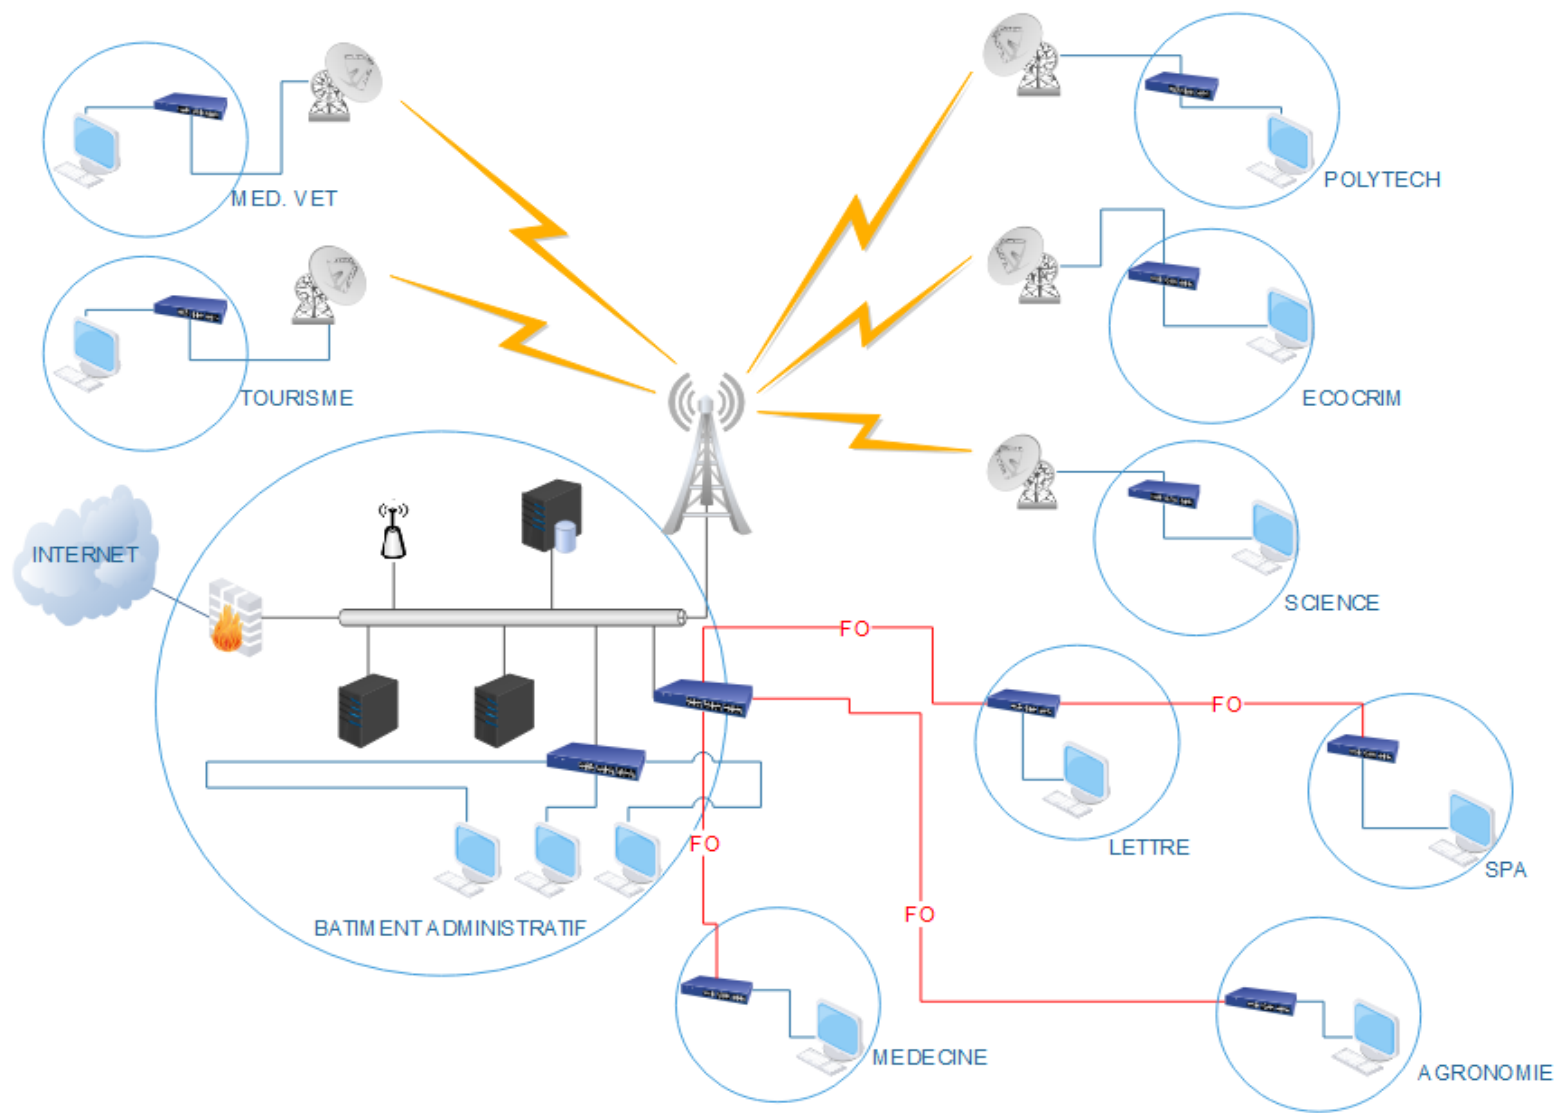 POLYTECH
MED. VET
TOURISME
ECOCRIM
INTERNET
SCIENCE
FO
FO
LETTRE
FO
SPA
FO
BATIMENT ADMINISTRATIF
MEDECINE
AGRONOMIE